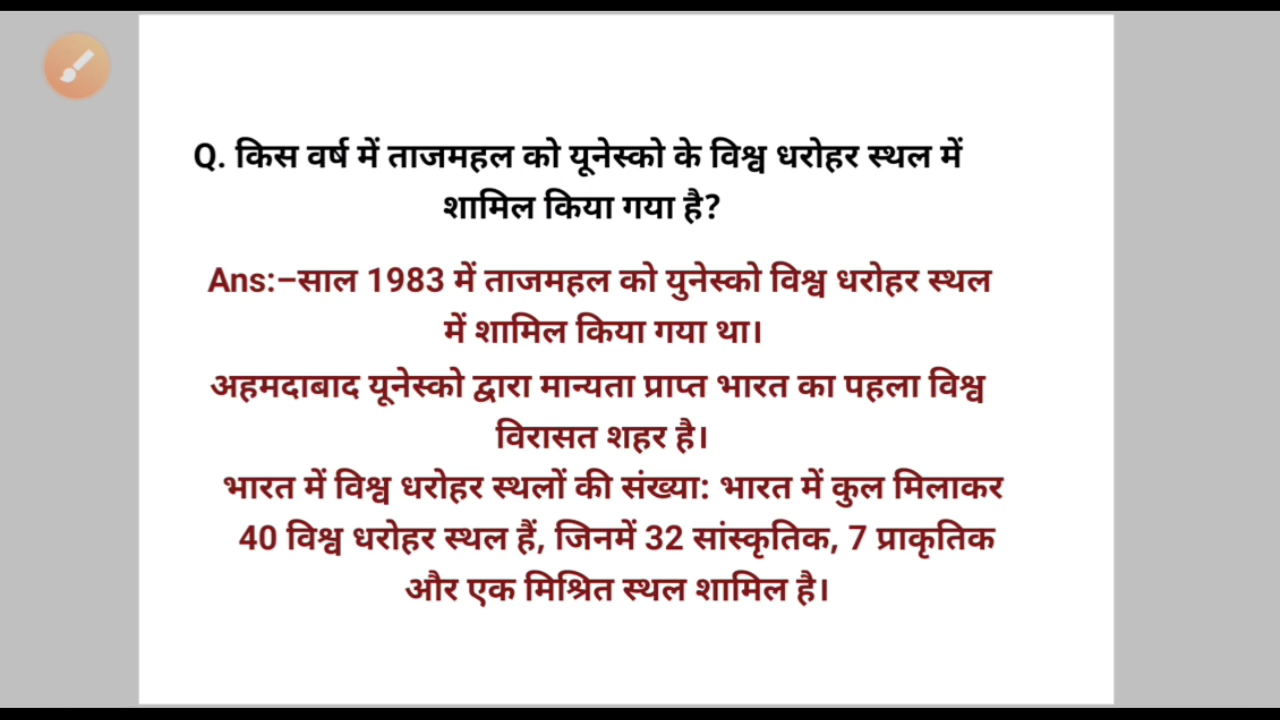 Q. किस वर्ष में ताजमहल को यूनेस्को के विश्व धरोहर स्थल में
शामिल किया गया है?
Ans:–साल 1983 में ताजमहल को युनेस्को विश्व धरोहर स्थल
में शामिल किया गया था।
अहमदाबाद यूनेस्को द्वारा मान्यता प्राप्त भारत का पहला विश्व
विरासत शहर है।
भारत में विश्व धरोहर स्थलों की संख्या: भारत में कुल मिलाकर
40 विश्व धरोहर स्थल हैं, जिनमें 32 सांस्कृतिक, 7 प्राकृतिक
और एक मिश्रित स्थल शामिल है।